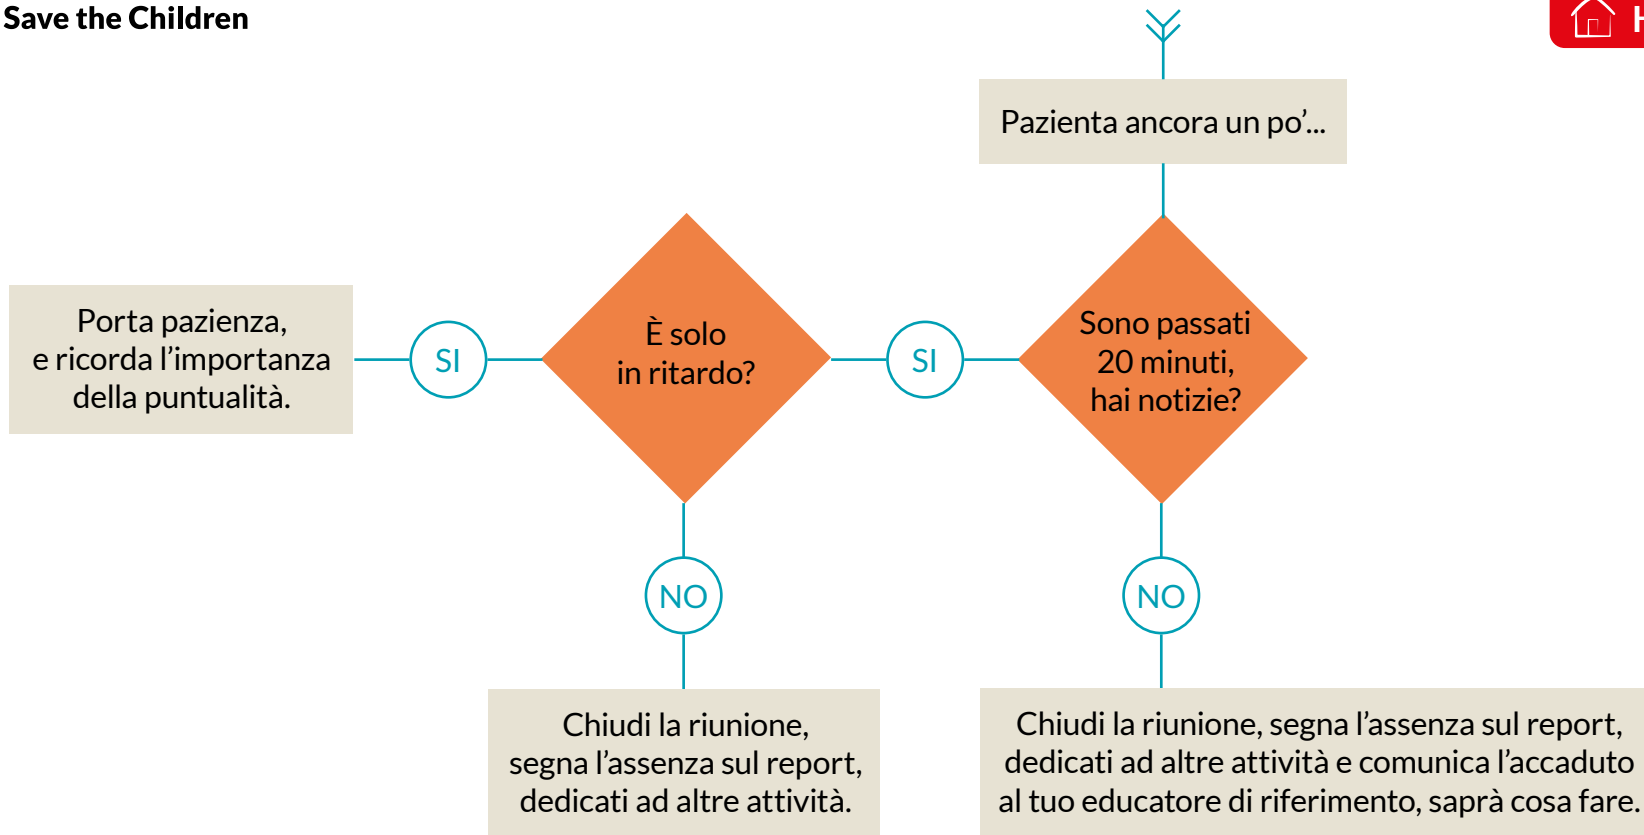 Save the Children
H
Pazienta ancora un po’...
Porta pazienza,
e ricorda l’importanza
della puntualità.
SI
È solo
in ritardo?
SI
Sono passati
20 minuti,
hai notizie?
NO
NO
Chiudi la riunione,
segna l’assenza sul report,
dedicati ad altre attività.
Chiudi la riunione, segna l’assenza sul report,
dedicati ad altre attività e comunica l’accaduto
al tuo educatore di riferimento, saprà cosa fare.